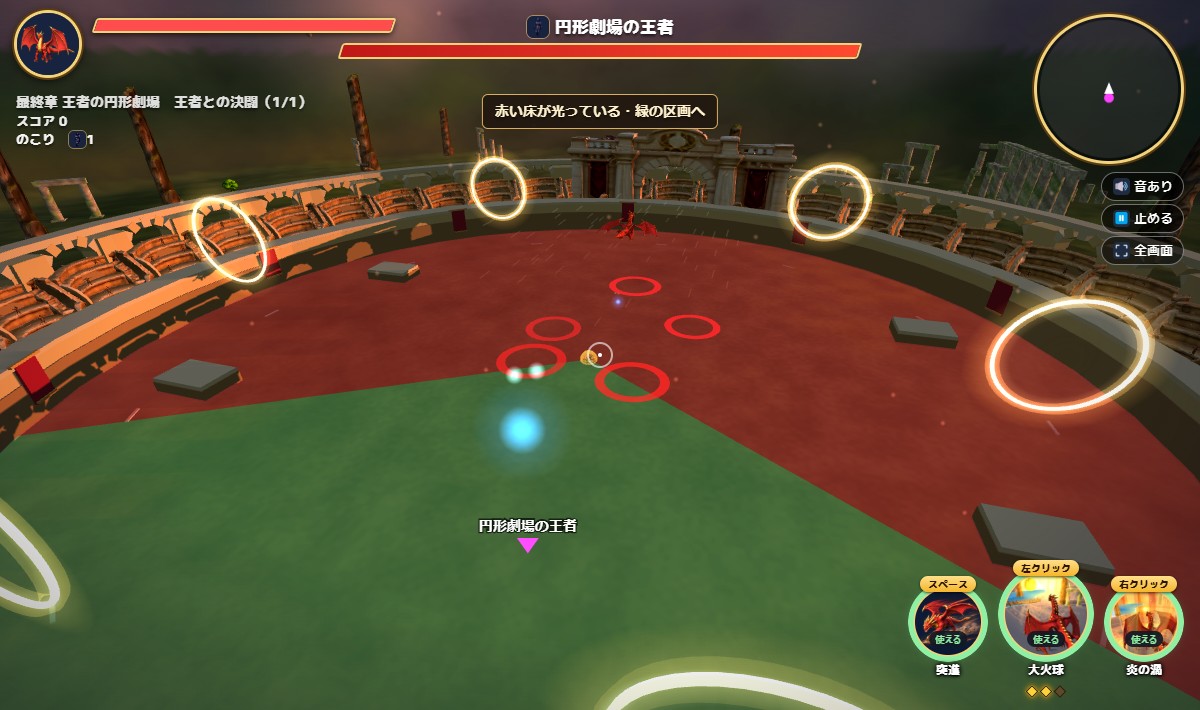 円形劇場の王者
最終章 王者の円形劇場　王者との決闘（1/1）
スコア 0
のこり 1
赤い床が光っている・緑の区画へ
音あり
止める
全画面
円形劇場の王者
スペース
左クリック
右クリック
使える
使える
使える
突進
大火球
炎の渦